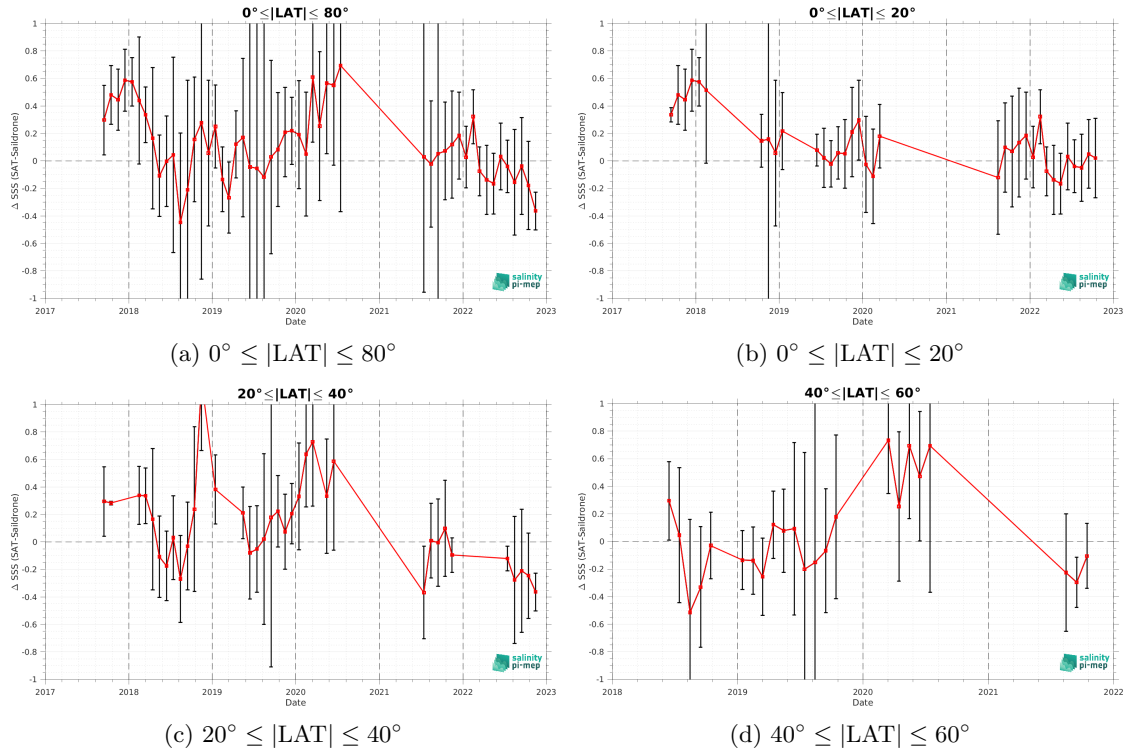 0°≤|LAT|≤ 80°
Δ SSS (SAT-Saildrone)
1
0.8
0.6
0.4
0.2
0
-0.2
-0.4
-0.6
-0.8
-1
2017 2018 2019 2020 2021 2022 2023
Date
salinity
pi-mep
(a) 0° ≤ |LAT| ≤ 80°
0°≤|LAT|≤ 20°
Δ SSS (SAT-Saildrone)
1
0.8
0.6
0.4
0.2
0
-0.2
-0.4
-0.6
-0.8
-1
2017 2018 2019 2020 2021 2022 2023
Date
salinity
pi-mep
(b) 0° ≤ |LAT| ≤ 20°
20°≤|LAT|≤ 40°
Δ SSS (SAT-Saildrone)
1
0.8
0.6
0.4
0.2
0
-0.2
-0.4
-0.6
-0.8
-1
2017 2018 2019 2020 2021 2022 2023
Date
salinity
pi-mep
(c) 20° ≤ |LAT| ≤ 40°
40°≤|LAT|≤ 60°
Δ SSS (SAT-Saildrone)
1
0.8
0.6
0.4
0.2
0
-0.2
-0.4
-0.6
-0.8
-1
2018 2019 2020 2021 2022
Date
salinity
pi-mep
(d) 40° ≤ |LAT| ≤ 60°